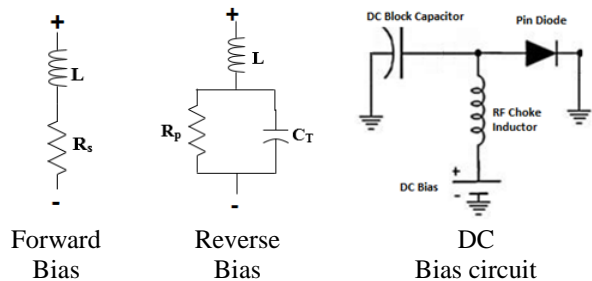 +
L
Rs
-
Forward
Bias
+
L
Rp
CT
-
Reverse
Bias
DC Block Capacitor
Pin Diode
RF Choke
Inductor
+
DC Bias
-
DC
Bias circuit